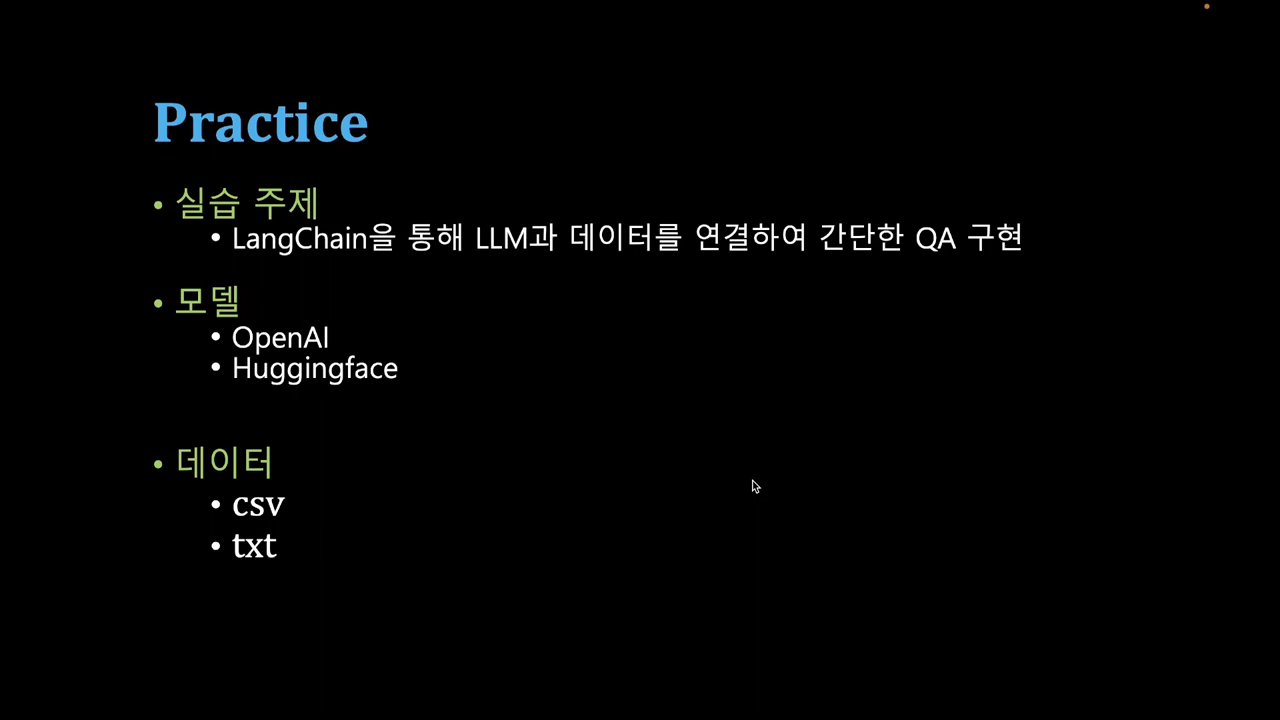 Practice
• 실습 주제
• LangChain을 통해 LLM과 데이터를 연결하여 간단한 QA 구현
• 모델
• OpenAI
• Huggingface
• 데이터
• csv
• txt